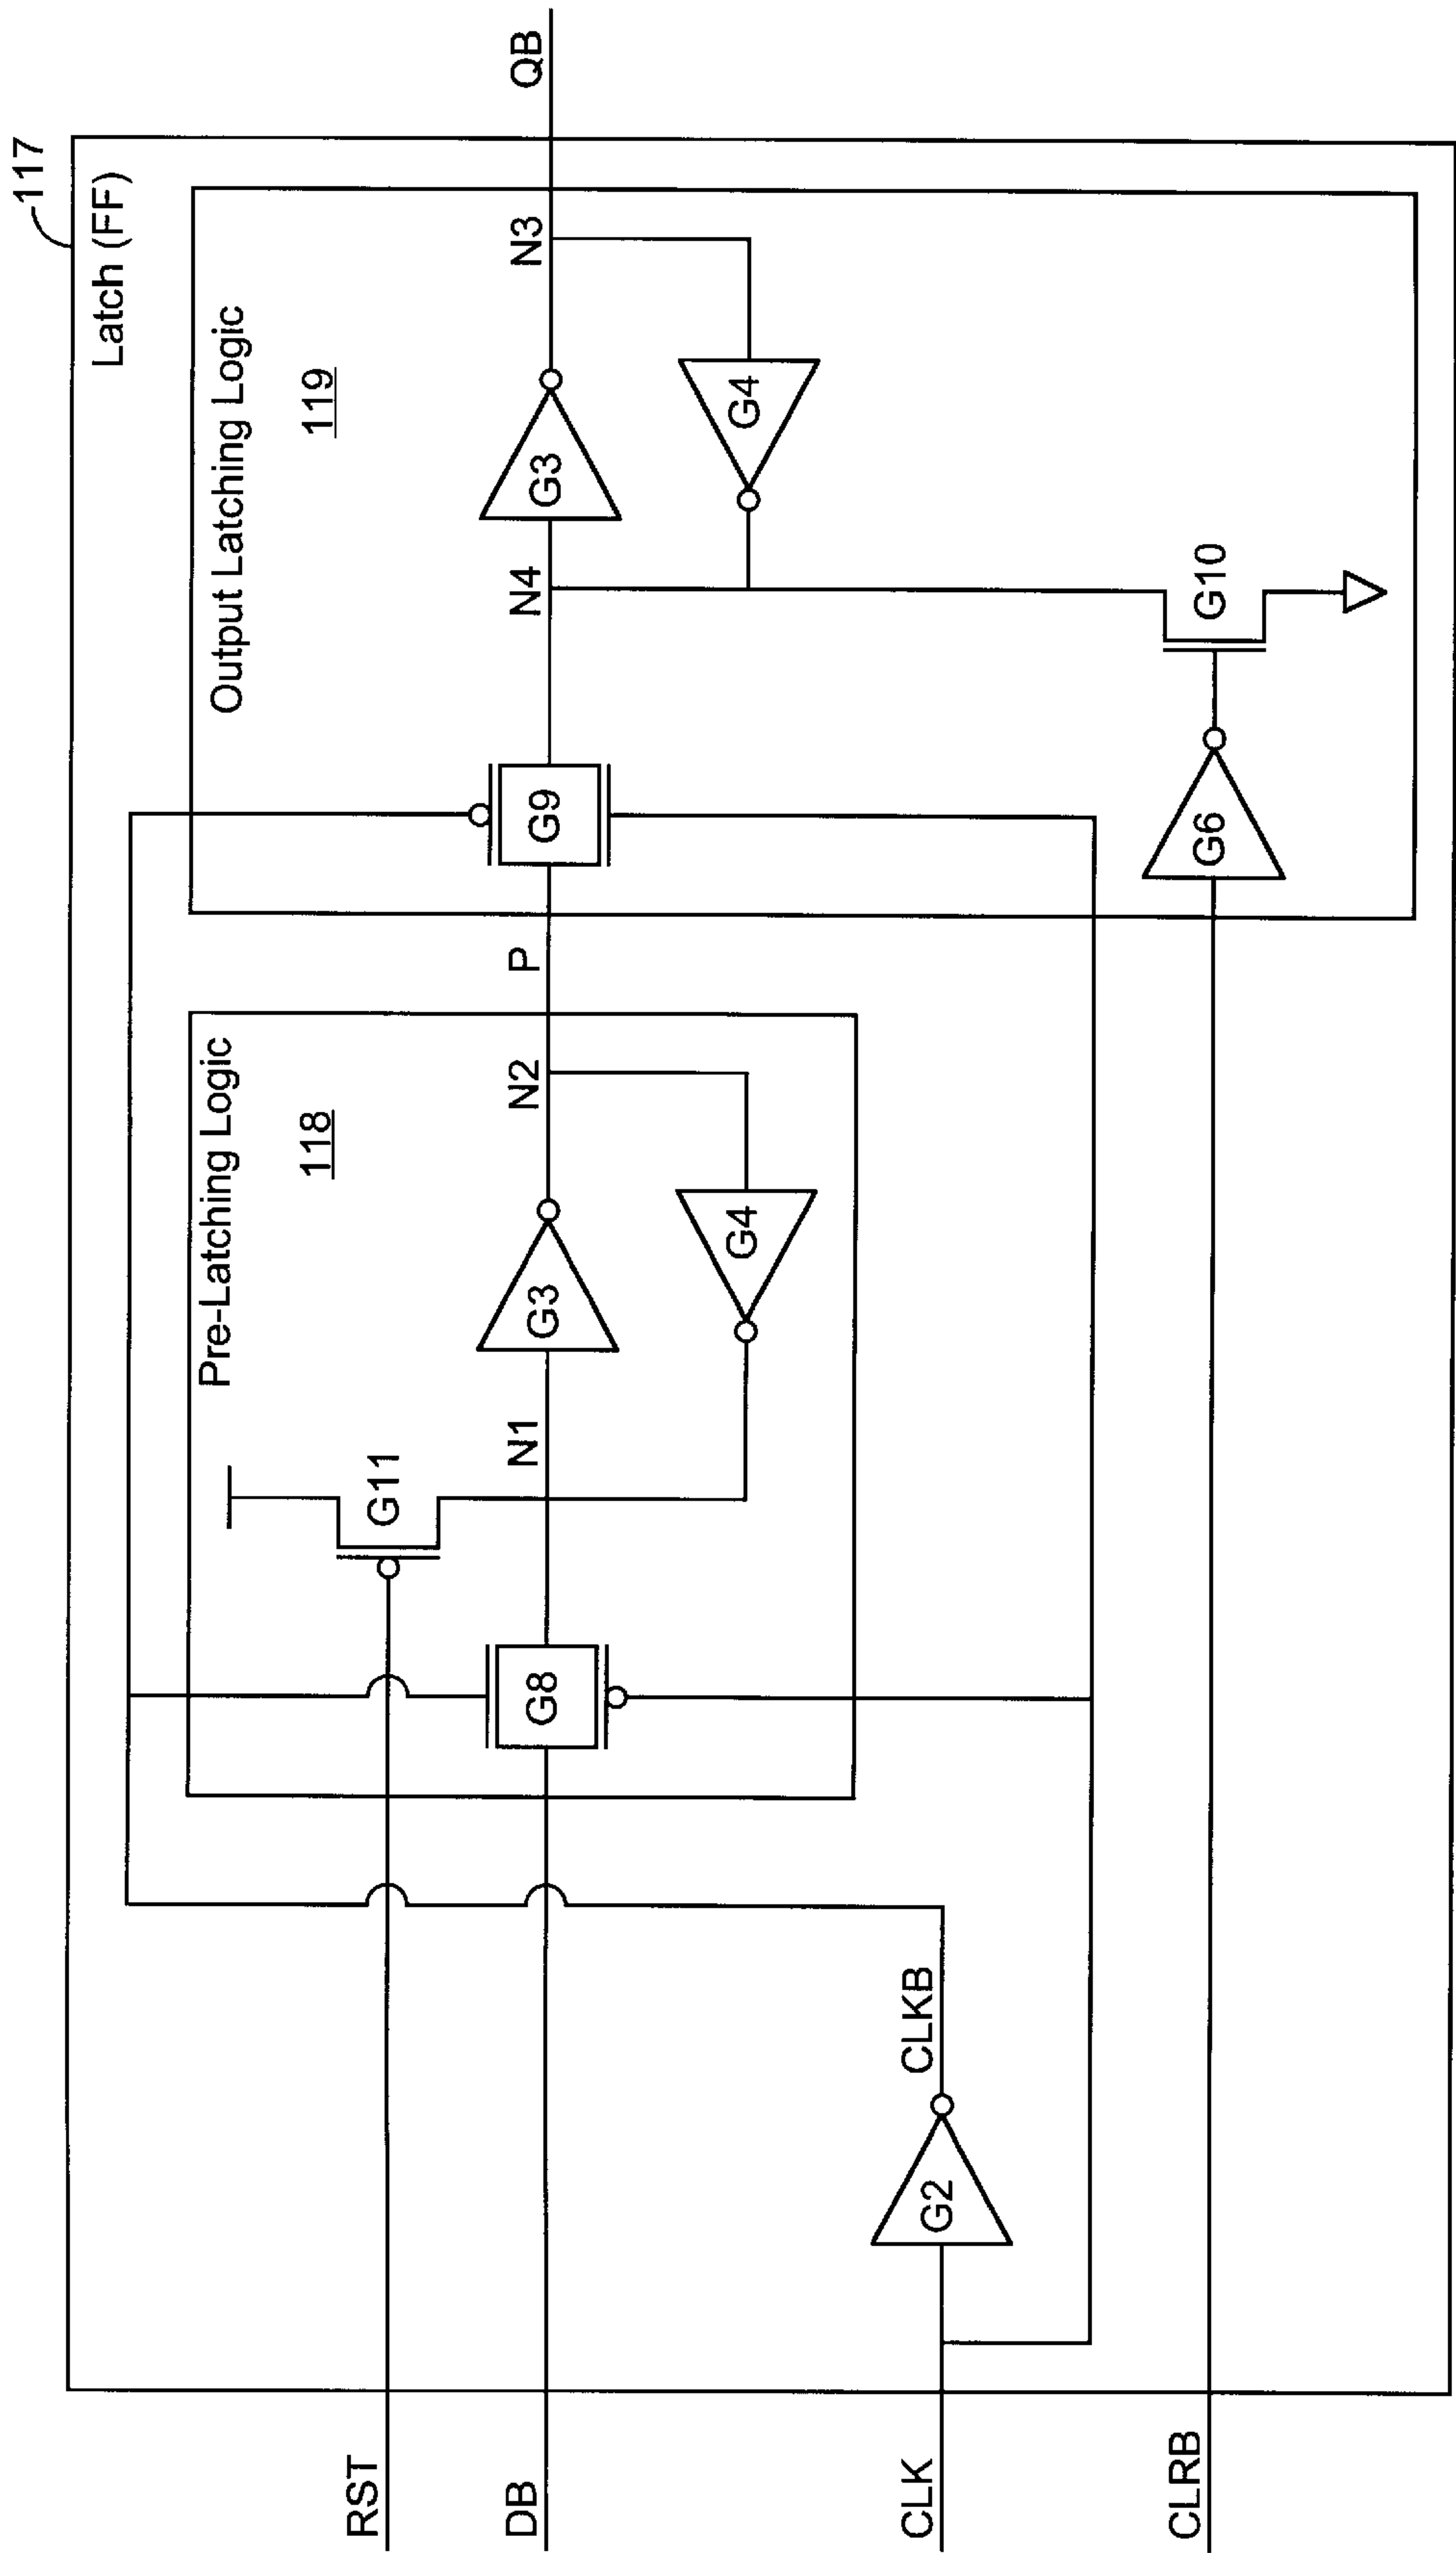 117
Latch (FF)
Pre-Latching Logic
118
Output Latching Logic
119
RST
G11
DB
G8
N1
G3
N2
P
G9
N4
G3
N3
QB
G4
G4
CLK
G2
CLKB
CLRB
G6
G10